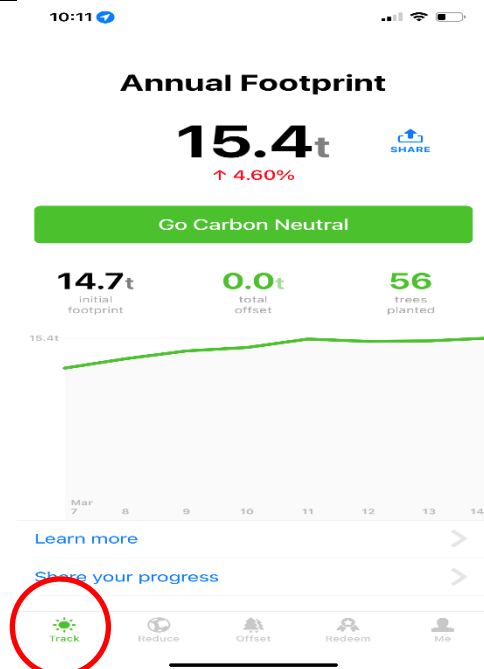 10:11
Annual Footprint
15.4t
SHARE
↑ 4.60%
Go Carbon Neutral
14.7t 0.0t 56
initial total trees
footprint offset planted
15.4t
Mar
7 8 9 10 11 12 13 14
Learn more
Share your progress
Track Reduce Offset Redeem Me